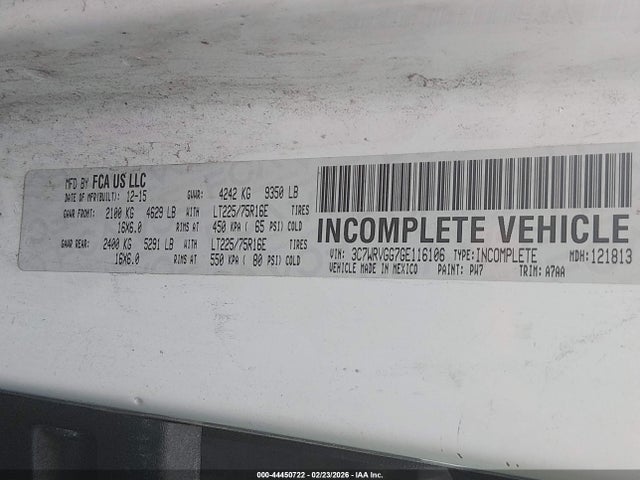 MFD BY FCA US LLC
DATE OF MFR(BUILT): 12-15 GVWR: 4242 KG 9350 LB
GAWR FRONT: 2100 KG 4629 LB WITH LT225/75R16E TIRES
16X6.0 RIMS AT 450 KPA( 65 PSI) COLD
GAWR REAR: 2400 KG 5291 LB WITH LT225/75R16E TIRES
16X6.0 RIMS AT 550 KPA( 80 PSI) COLD
INCOMPLETE VEHICLE
VIN: 3C7WRVGG7GE116106 TYPE: INCOMPLETE MDH: 121813
VEHICLE MADE IN MEXICO PAINT: PW7 TRIM: A7AA
000-44450722 - 02/23/2026 - IAA Inc.